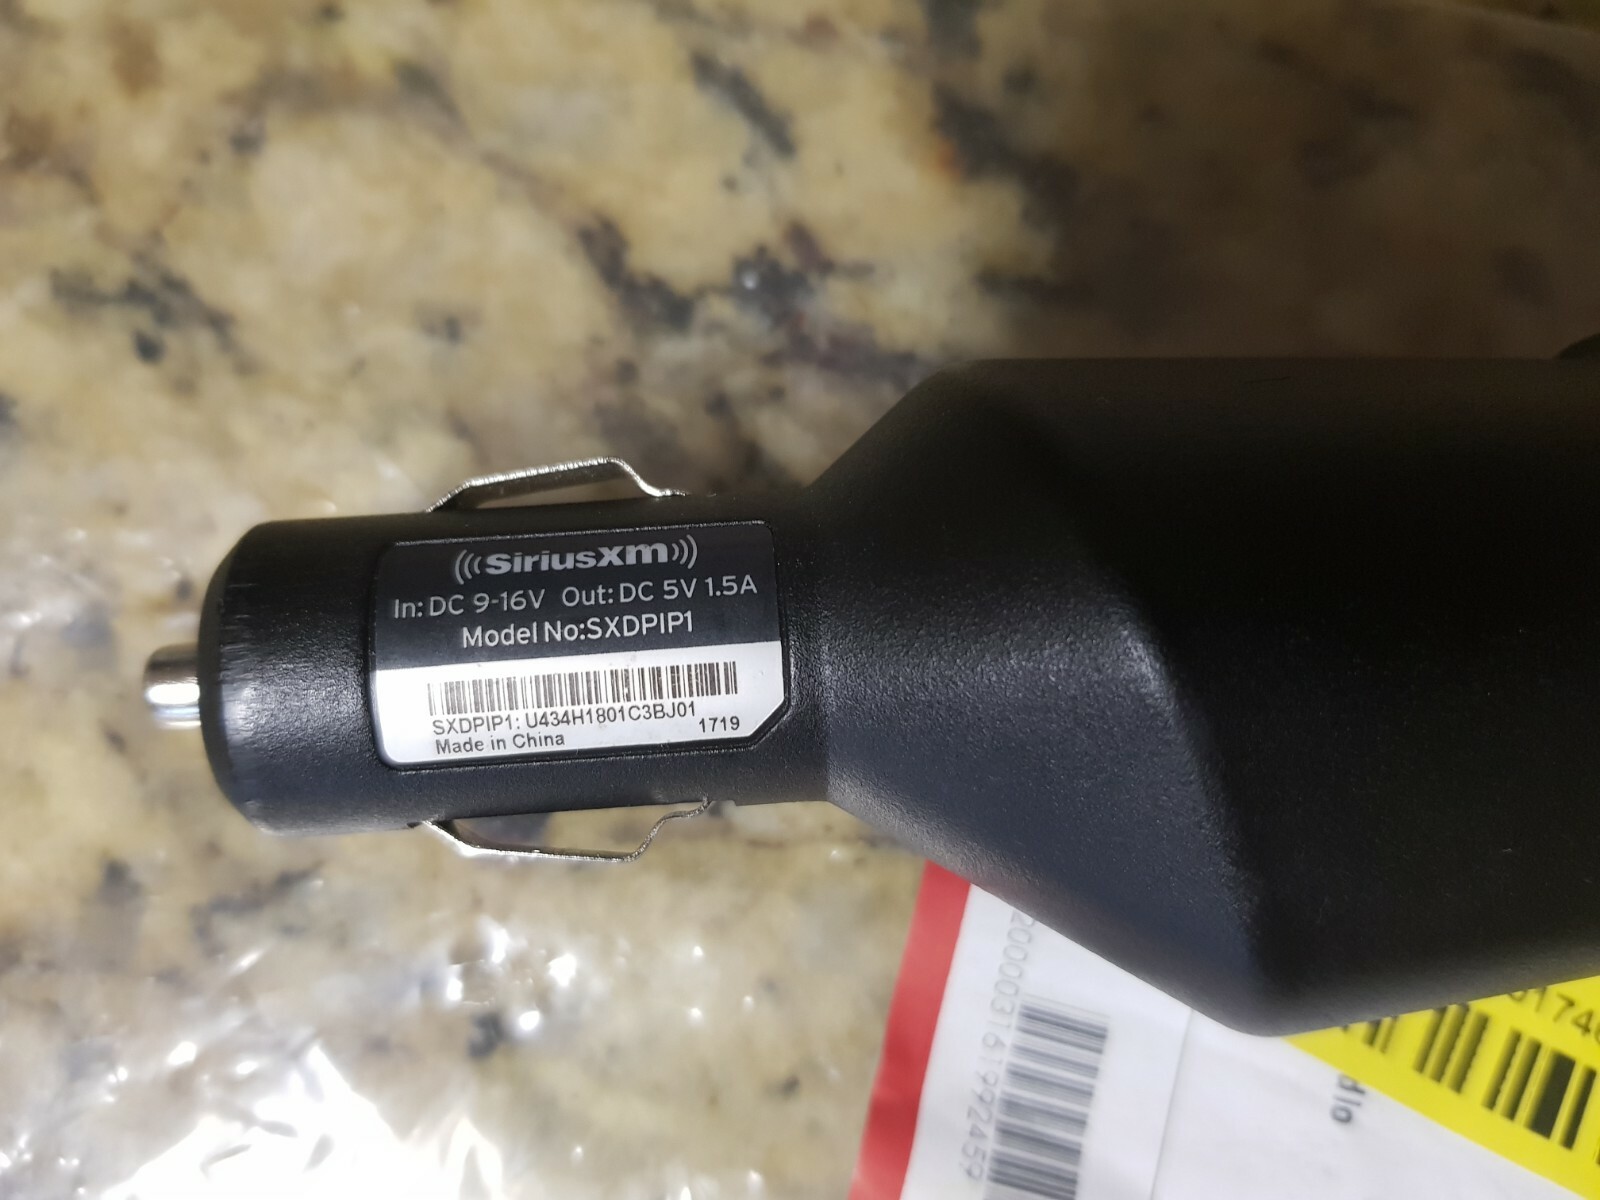 SiriusXM
In: DC 9-16V Out: DC 5V 1.5A
Model No:SXDPIP1
SXDPIP1: U434H1801C3BJ01
Made in China
1719